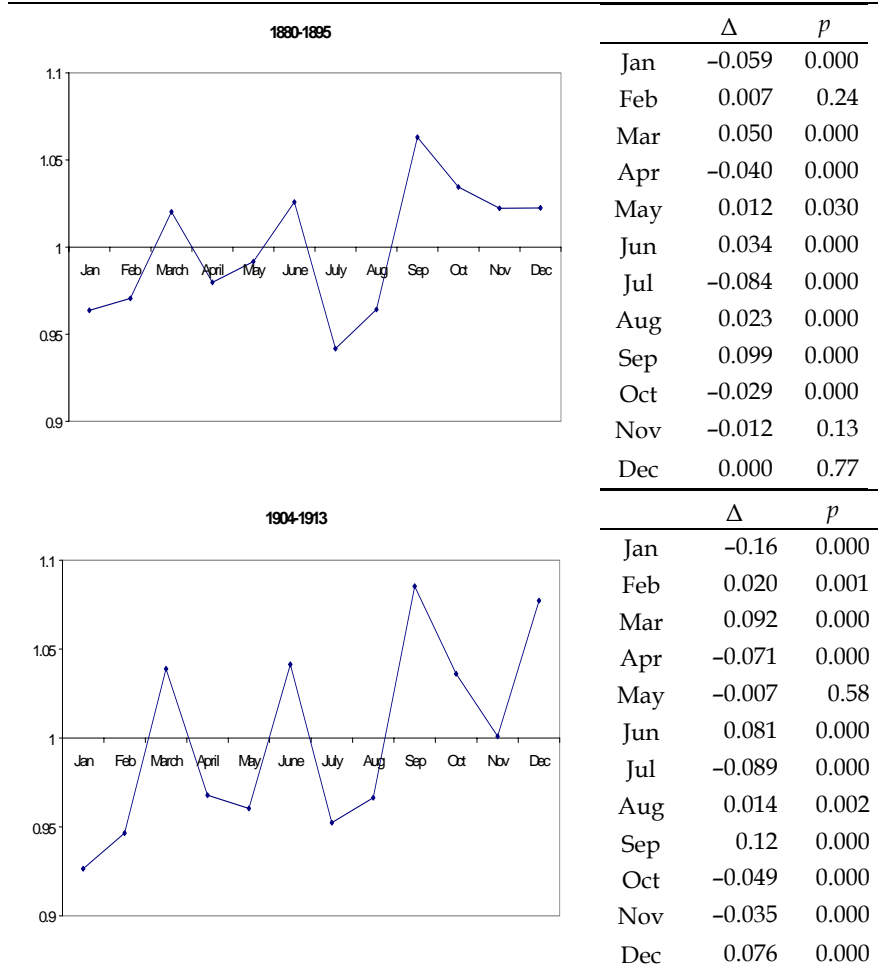 1880-1895
1.1
1.05
1
0.95
0.9
Jan Feb March April May June July Aug Sep Oct Nov Dec
Δ p
Jan –0.059 0.000
Feb 0.007 0.24
Mar 0.050 0.000
Apr –0.040 0.000
May 0.012 0.030
Jun 0.034 0.000
Jul –0.084 0.000
Aug 0.023 0.000
Sep 0.099 0.000
Oct –0.029 0.000
Nov –0.012 0.13
Dec 0.000 0.77
1904-1913
1.1
1.05
1
0.95
0.9
Jan Feb March April May June July Aug Sep Oct Nov Dec
Δ p
Jan –0.16 0.000
Feb 0.020 0.001
Mar 0.092 0.000
Apr –0.071 0.000
May –0.007 0.58
Jun 0.081 0.000
Jul –0.089 0.000
Aug 0.014 0.002
Sep 0.12 0.000
Oct –0.049 0.000
Nov –0.035 0.000
Dec 0.076 0.000